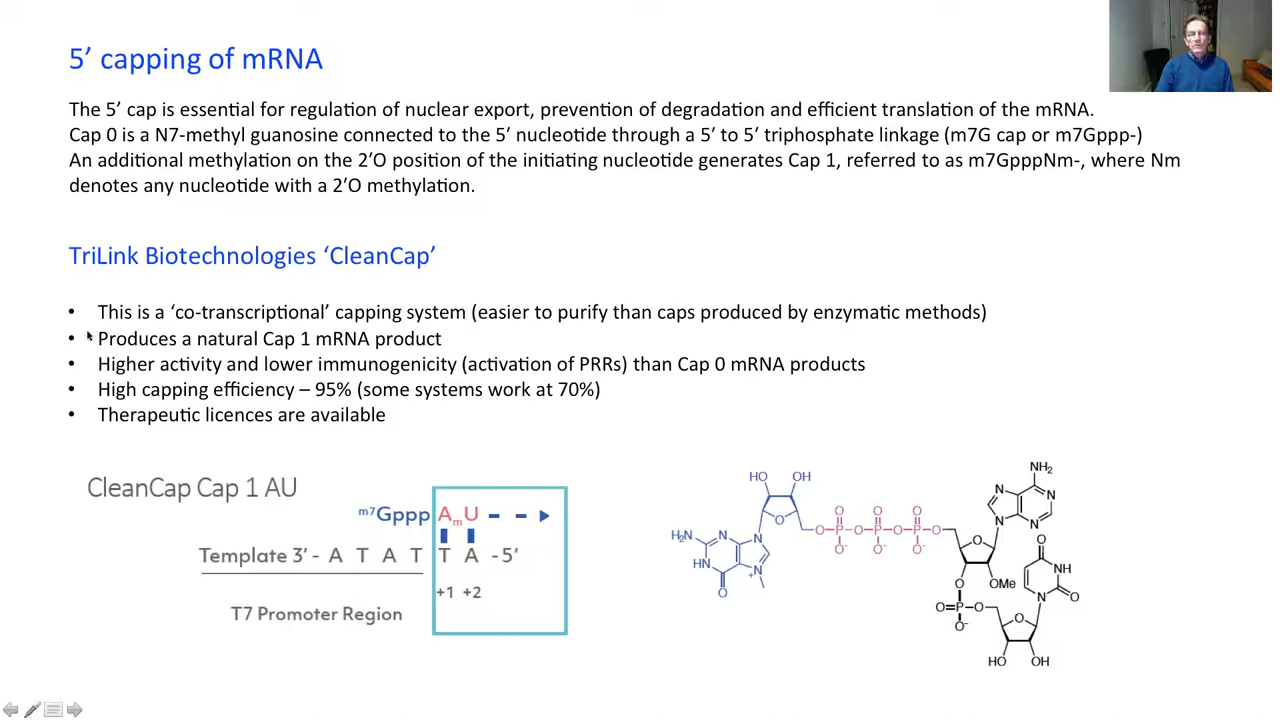 5’ capping of mRNA
The 5’ cap is essential for regulation of nuclear export, prevention of degradation and efficient translation of the mRNA.
Cap 0 is a N7-methyl guanosine connected to the 5’ nucleotide through a 5’ to 5’ triphosphate linkage (m7G cap or m7Gppp-)
An additional methylation on the 2’O position of the initiating nucleotide generates Cap 1, referred to as m7GpppNm-, where Nm
denotes any nucleotide with a 2’O methylation.
TriLink Biotechnologies ‘CleanCap’
• This is a ‘co-transcriptional’ capping system (easier to purify than caps produced by enzymatic methods)
• Produces a natural Cap 1 mRNA product
• Higher activity and lower immunogenicity (activation of PRRs) than Cap 0 mRNA products
• High capping efficiency – 95% (some systems work at 70%)
• Therapeutic licences are available
CleanCap Cap 1 AU
m7Gppp AmU
Template 3’- A T A T T A -5’
+1 +2
T7 Promoter Region
HO OH
O O O
O P O P O P O
O- O- O-
H2N N N
HN N+
O
O
NH2
N N
N N
O OMe
O=P-O
O-
O
NH
N O
O
HO OH